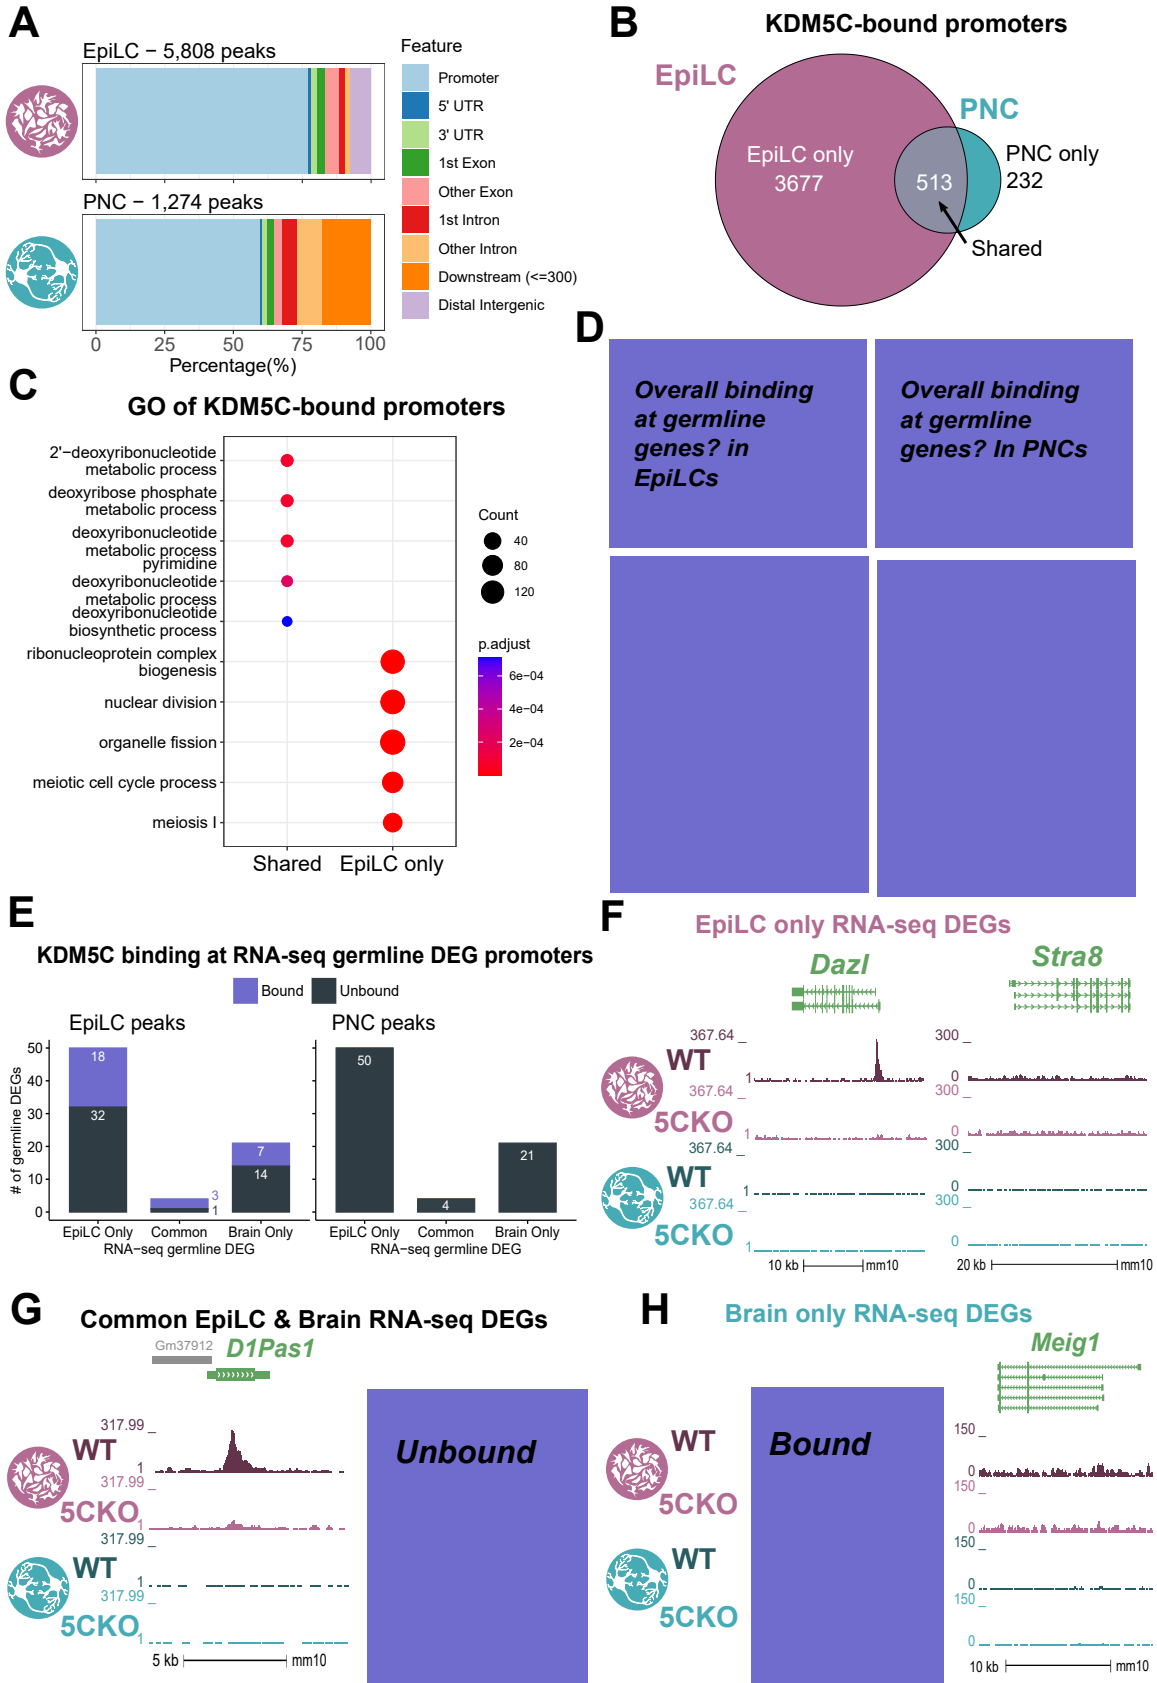 A
EpiLC − 5,808 peaks
PNC − 1,274 peaks
0 25 50 75 100
Percentage(%)
Feature
Promoter
5' UTR
3' UTR
1st Exon
Other Exon
1st Intron
Other Intron
Downstream (<=300)
Distal Intergenic
B
KDM5C-bound promoters
EpiLC
PNC
EpiLC only
3677
513
PNC only
232
Shared
C
GO of KDM5C-bound promoters
2'−deoxyribonucleotide
metabolic process
deoxyribose phosphate
metabolic process
deoxyribonucleotide
metabolic process
pyrimidine
deoxyribonucleotide
metabolic process
deoxyribonucleotide
biosynthetic process
ribonucleoprotein complex
biogenesis
nuclear division
organelle fission
meiotic cell cycle process
meiosis I
Shared EpiLC only
Count
40
80
120
p.adjust
6e−04
4e−04
2e−04
D
Overall binding
at germline
genes? in
EpiLCs
Overall binding
at germline
genes? In PNCs
E
KDM5C binding at RNA-seq germline DEG promoters
Bound Unbound
EpiLC peaks
PNC peaks
# of germline DEGs
50
40
30
20
10
0
18
32
3
1
7
14
50
4
21
EpiLC Only Common Brain Only
RNA−seq germline DEG
EpiLC Only Common Brain Only
RNA−seq germline DEG
F
EpiLC only RNA-seq DEGs
Dazl
Stra8
WT
5CKO
WT
5CKO
367.64 _
1
367.64 _
1
367.64 _
1
367.64 _
1
10 kb mm10
300 _
0
300 _
0
300 _
0
300 _
0
20 kb mm10
G
Common EpiLC & Brain RNA-seq DEGs
Gm37912
D1Pas1
317.99 _
WT
1
317.99 _
5CKO
1
317.99 _
WT
1
317.99 _
5CKO
1
5 kb mm10
Unbound
H
Brain only RNA-seq DEGs
Meig1
WT
5CKO
WT
5CKO
Bound
150 _
0
150 _
0
150 _
0
150 _
0
10 kb mm10